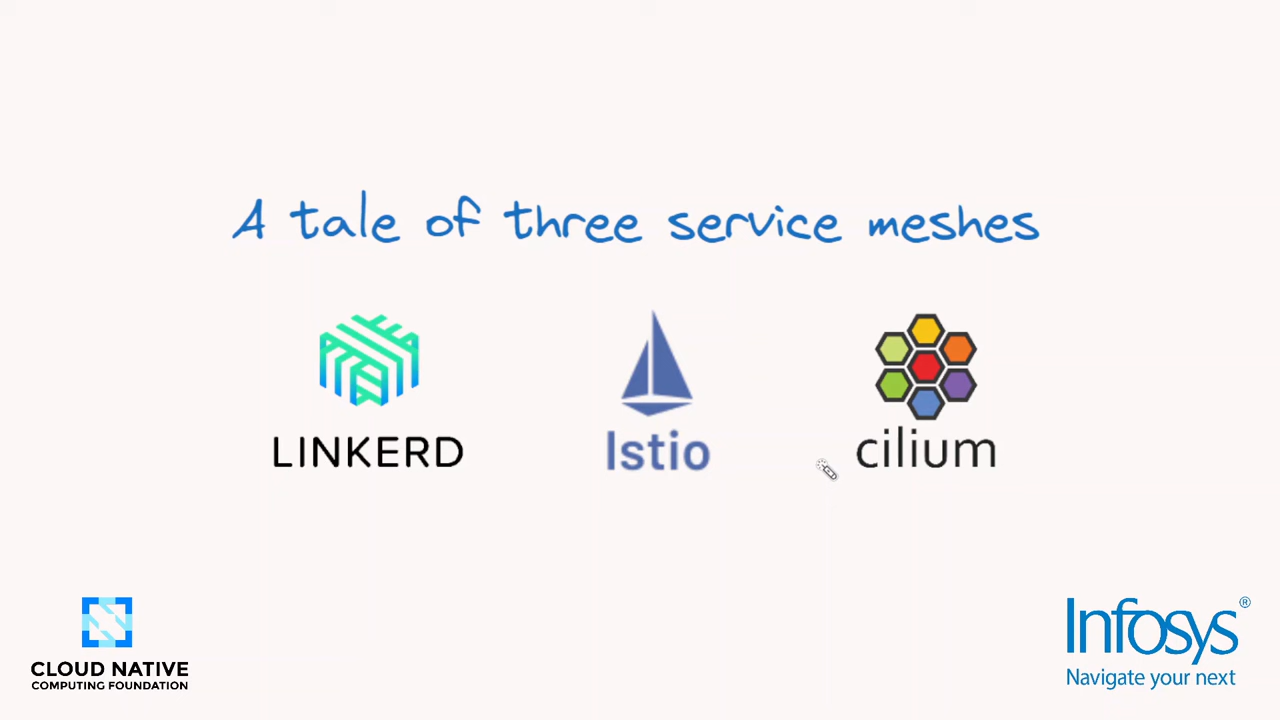 A tale of three service meshes
LINKERD
Istio
cilium
CLOUD NATIVE
COMPUTING FOUNDATION
Infosys®
Navigate your next